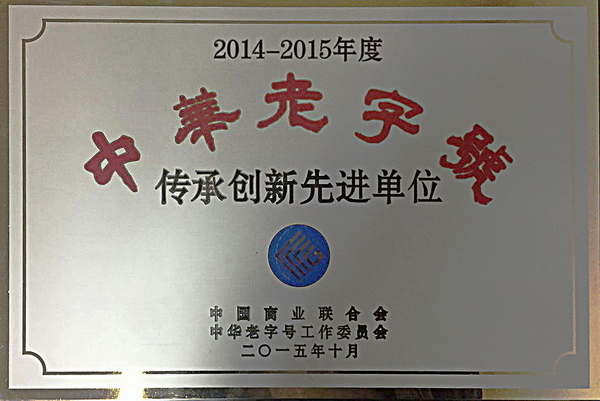 2014-2015年度
中華老字號
传承创新先进单位
中国商业联合会
中华老字号工作委员会
二〇一五年十月